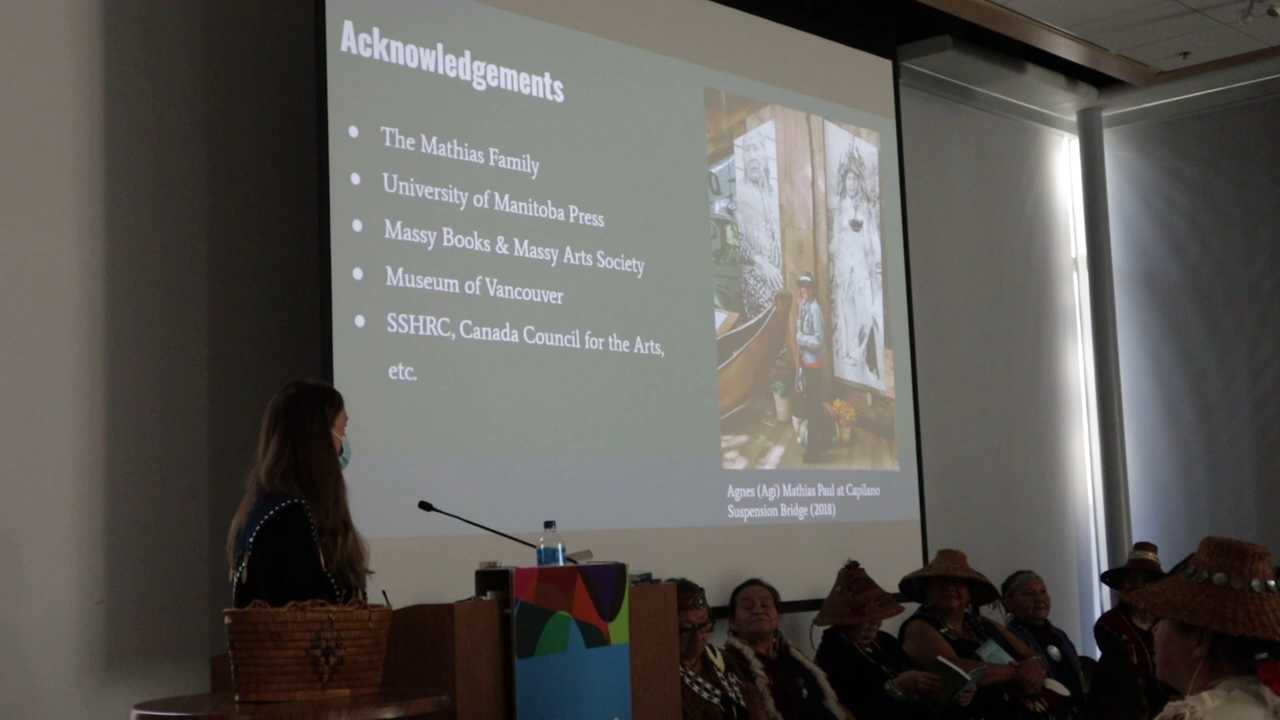 Acknowledgements
The Mathias Family
University of Manitoba Press
Massy Books & Massy Arts Society
Museum of Vancouver
SSHRC, Canada Council for the Arts,
etc.
Agnes (Agi) Mathias Paul at Capilano
Suspension Bridge (2018)